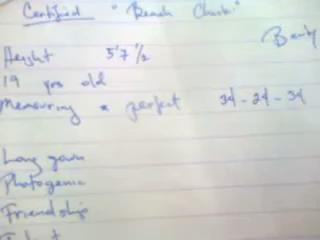 Certified "Beach Chick"
Beauty
Height 5'7 1/2
19 yrs old
Measuring a perfect 34 - 24 - 34
Long gown
Photogenic
Friendship